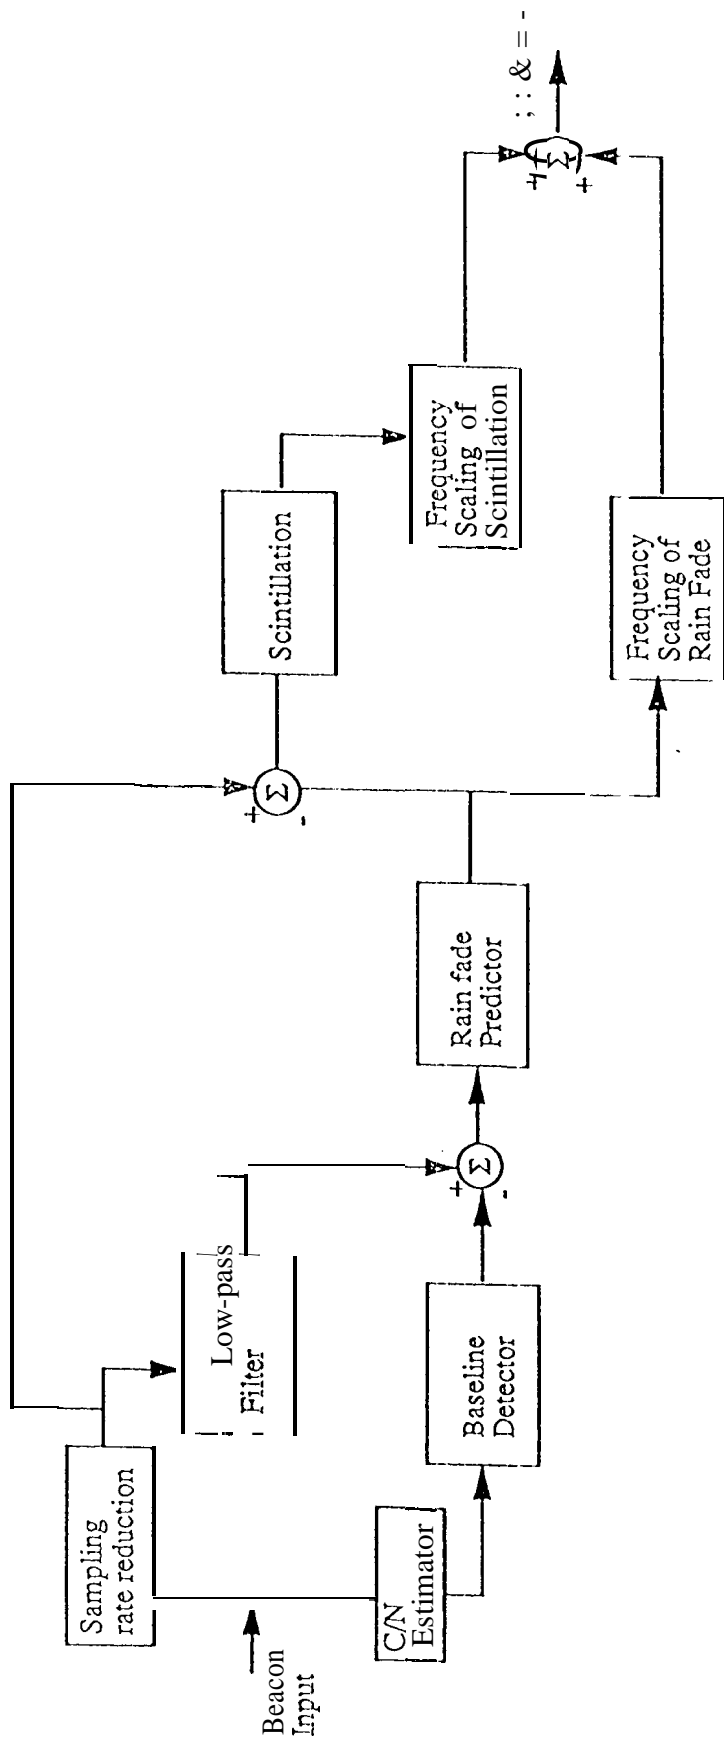 Beacon
Input
Sampling
rate reduction
C/N
Estimator
Low-pass
Filter
Baseline
Detector
+
Σ
-
Rain fade
Predictor
+
Σ
-
Scintillation
Frequency
Scaling of
Scintillation
Frequency
Scaling of
Rain Fade
+
Σ
+
; : & = -